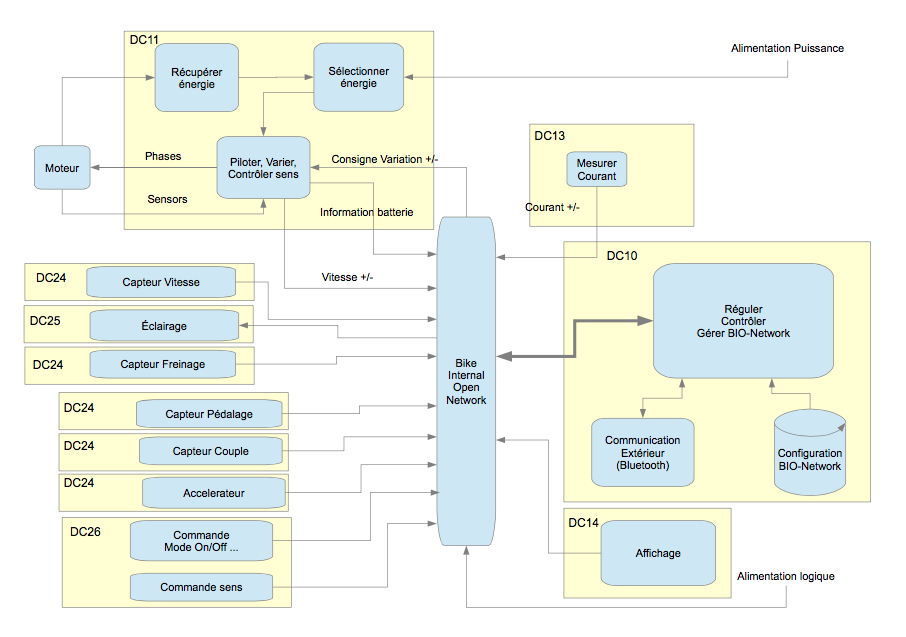 DC11
Récupérer
énergie
Sélectionner
énergie
Alimentation Puissance
Moteur
Phases
Sensors
Piloter, Varier,
Contrôler sens
Consigne Variation +/-
Information batterie
Vitesse +/-
DC13
Mesurer
Courant
Courant +/-
DC10
Réguler
Contrôler
Gérer BIO-Network
Communication
Extérieur
(Bluetooth)
Configuration
BIO-Network
DC24
Capteur Vitesse
DC25
Éclairage
DC24
Capteur Freinage
DC24
Capteur Pédalage
DC24
Capteur Couple
DC24
Accelerateur
DC26
Commande
Mode On/Off ...
Commande sens
Bike
Internal
Open
Network
DC14
Affichage
Alimentation logique